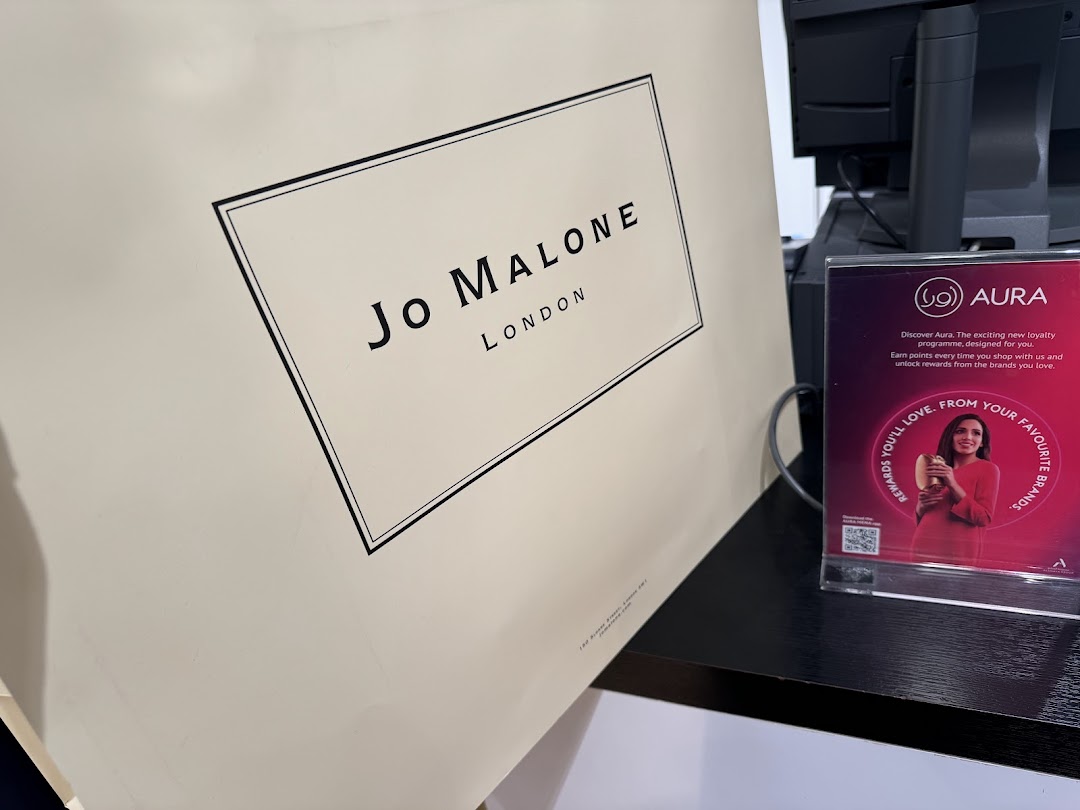 Jo MALONE
LONDON
AURA
Discover Aura. The exciting new loyalty
programme, designed for you.
Earn points every time you shop with us and
unlock rewards from the brands you love.
REWARDS YOU'LL LOVE. FROM YOUR FAVOURITE BRANDS.
Download the